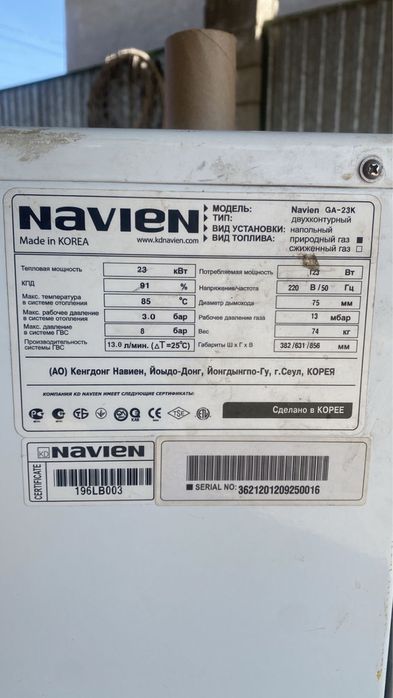 NAVIEN
Made in KOREA www.kdnavien.com
МОДЕЛЬ: Navien GA-23K
ТИП: двухконтурный
ВИД УСТАНОВКИ: напольный
ВИД ТОПЛИВА: природный газ ■
сжиженный газ □
Тепловая мощность 23 кВт
КПД 91 %
Макс. температура в системе отопления 85 °C
Макс. рабочее давление в системе отопления 3.0 бар
Макс. давление системы ГВС 8 бар
Производительность системы ГВС 13.0 л/мин. (△T=25°C)
Потребляемая мощность 123 Вт
Напряжение/Частота 220 В/50 Гц
Диаметр дымохода 75 мм
Рабочее давление газа 13 мбар
Вес 74 кг
Габариты Ш x Г x В 382/631/856 мм
(АО) Кенгдонг Навиен, Йоыдо-Донг, Йонгдынгпо-Гу, г.Сеул, КОРЕЯ
КОМПАНИЯ KD NAVIEN ИМЕЕТ СЛЕДУЮЩИЕ СЕРТИФИКАТЫ:
Сделано в КОРЕЕ
CERTIFICATE
KD NAVIEN
196LB003
SERIAL NO: 3621201209250016